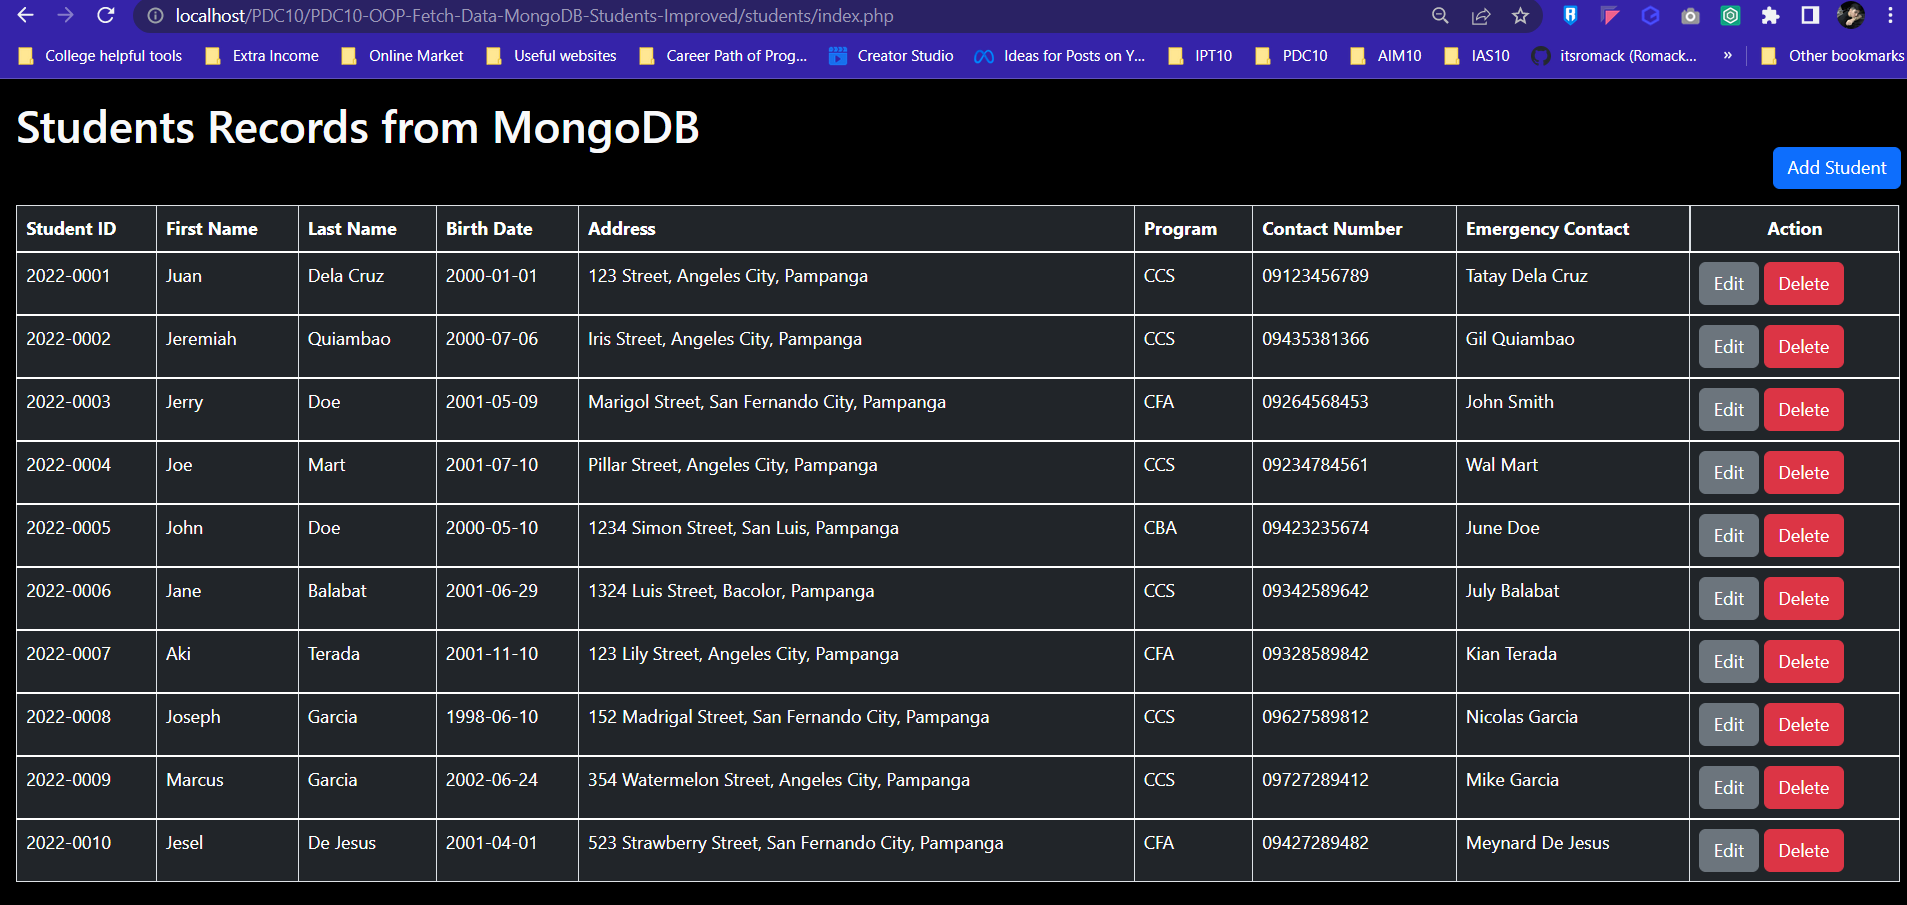 localhost/PDC10/PDC10-OOP-Fetch-Data-MongoDB-Students-Improved/students/index.php
College helpful tools Extra Income Online Market Useful websites Career Path of Prog... Creator Studio Ideas for Posts on Y... IPT10 PDC10 AIM10 IAS10 itsromack (Romack... » Other bookmarks
Students Records from MongoDB
Add Student
Student ID First Name Last Name Birth Date Address Program Contact Number Emergency Contact Action
2022-0001 Juan Dela Cruz 2000-01-01 123 Street, Angeles City, Pampanga CCS 09123456789 Tatay Dela Cruz Edit Delete
2022-0002 Jeremiah Quiambao 2000-07-06 Iris Street, Angeles City, Pampanga CCS 09435381366 Gil Quiambao Edit Delete
2022-0003 Jerry Doe 2001-05-09 Marigol Street, San Fernando City, Pampanga CFA 09264568453 John Smith Edit Delete
2022-0004 Joe Mart 2001-07-10 Pillar Street, Angeles City, Pampanga CCS 09234784561 Wal Mart Edit Delete
2022-0005 John Doe 2000-05-10 1234 Simon Street, San Luis, Pampanga CBA 09423235674 June Doe Edit Delete
2022-0006 Jane Balabat 2001-06-29 1324 Luis Street, Bacolor, Pampanga CCS 09342589642 July Balabat Edit Delete
2022-0007 Aki Terada 2001-11-10 123 Lily Street, Angeles City, Pampanga CFA 09328589842 Kian Terada Edit Delete
2022-0008 Joseph Garcia 1998-06-10 152 Madrigal Street, San Fernando City, Pampanga CCS 09627589812 Nicolas Garcia Edit Delete
2022-0009 Marcus Garcia 2002-06-24 354 Watermelon Street, Angeles City, Pampanga CCS 09727289412 Mike Garcia Edit Delete
2022-0010 Jesel De Jesus 2001-04-01 523 Strawberry Street, San Fernando City, Pampanga CFA 09427289482 Meynard De Jesus Edit Delete